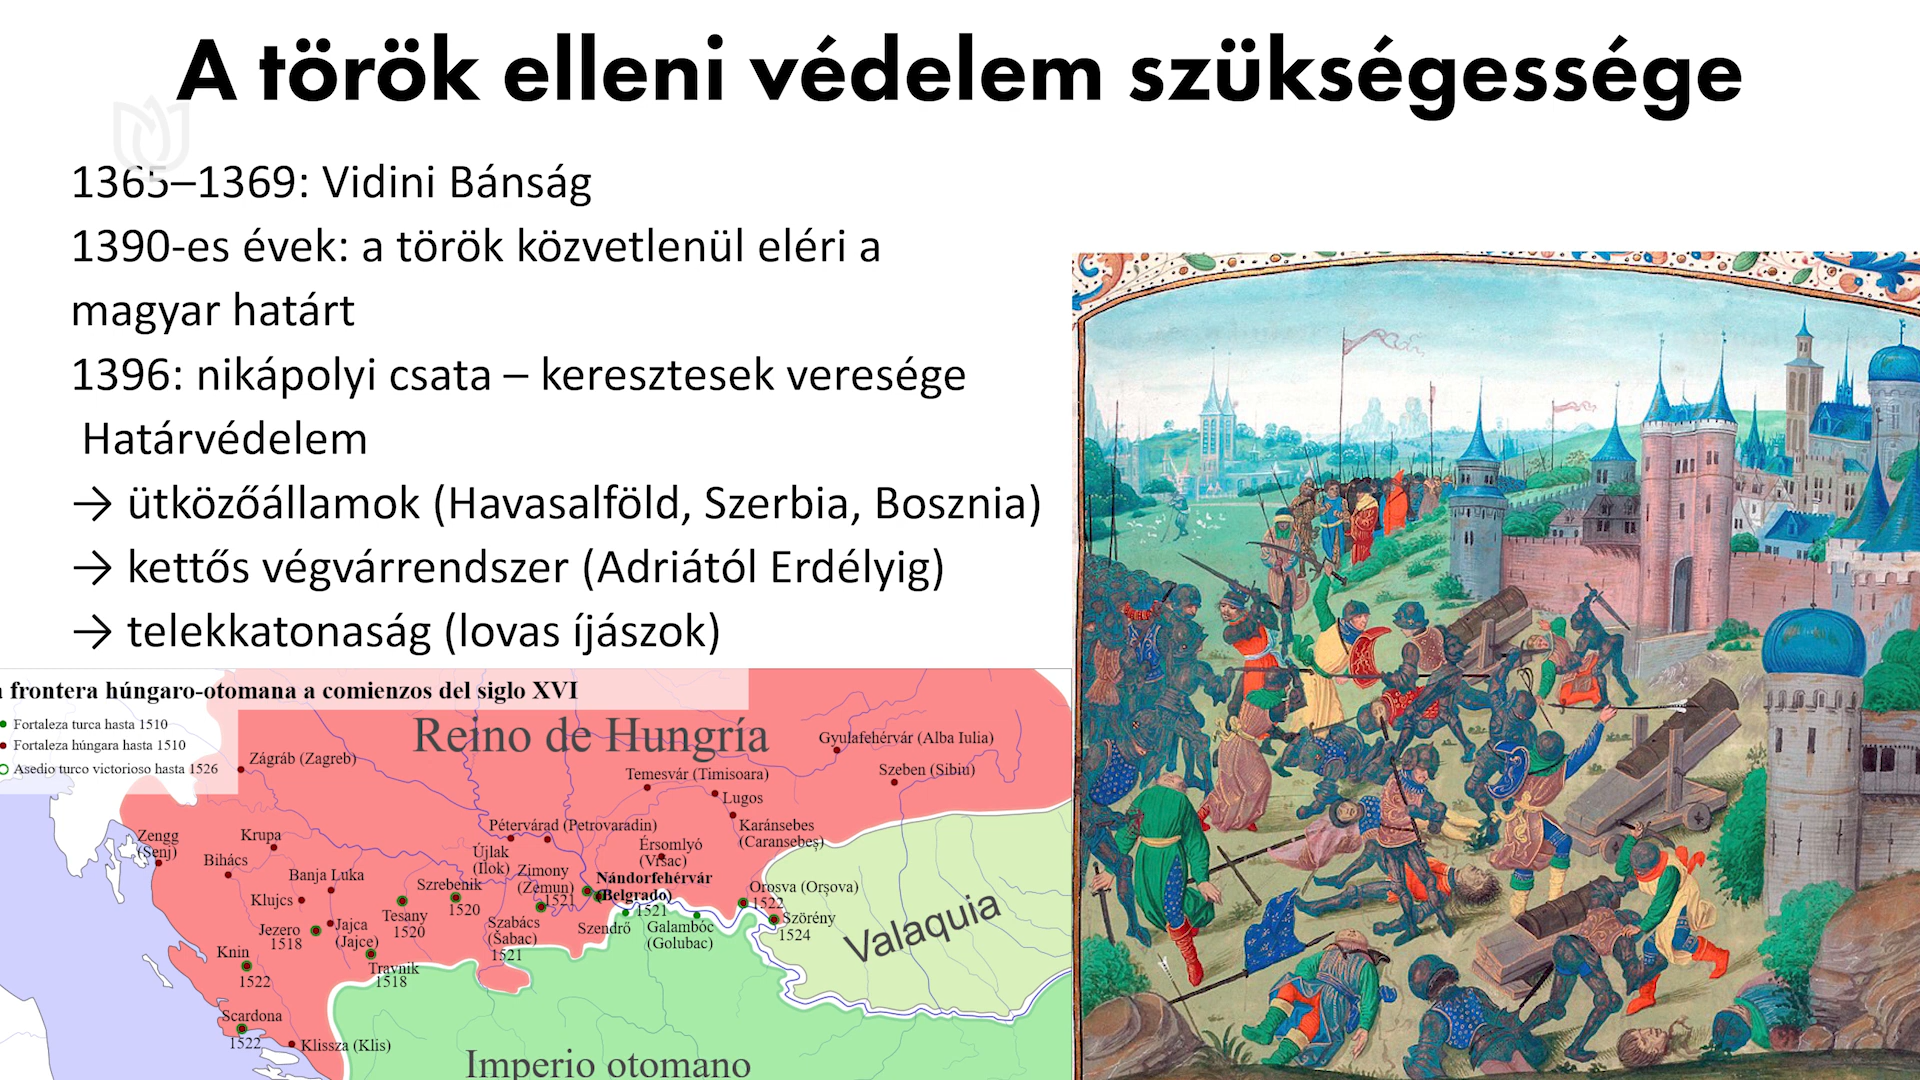 A török elleni védelem szükségessége
1365–1369: Vidini Bánság
1390-es évek: a török közvetlenül eléri a
magyar határt
1396: nikápolyi csata – keresztesek veresége
Határvédelem
→ ütközőállamok (Havasalföld, Szerbia, Bosznia)
→ kettős végvárrendszer (Adriától Erdélyig)
→ telekkatonaság (lovas íjászok)
frontera húngaro-otomana a comienzos del siglo XVI
Fortaleza turca hasta 1510
Fortaleza húngara hasta 1510
Asedio turco victorioso hasta 1526
Reino de Hungría
Zágráb (Zagreb)
Gyulafehérvár (Alba Iulia)
Temesvár (Timisoara)
Szeben (Sibiu)
Lugos
Karánsebes
(Caransebeș)
Pétervárad (Petrovaradin)
Érsomlyó
(Vršac)
Újlak
(Ilok)
Zimony
(Zemun)
1521
Nándorfehérvár
(Belgrado)
1521
Zengg
(Senj)
Krupa
Bihács
Banja Luka
Klujcs
Szrebenik
1520
Tesany
1520
Szabács
(Šabac)
1521
Szendrő
Galambóc
(Golubac)
Orosva (Orșova)
1522
Szörény
1524
Jezero
1518
Jajca
(Jajce)
Travnik
1518
Knin
1522
Scardona
1522
Klissza (Klis)
Valaquia
Imperio otomano